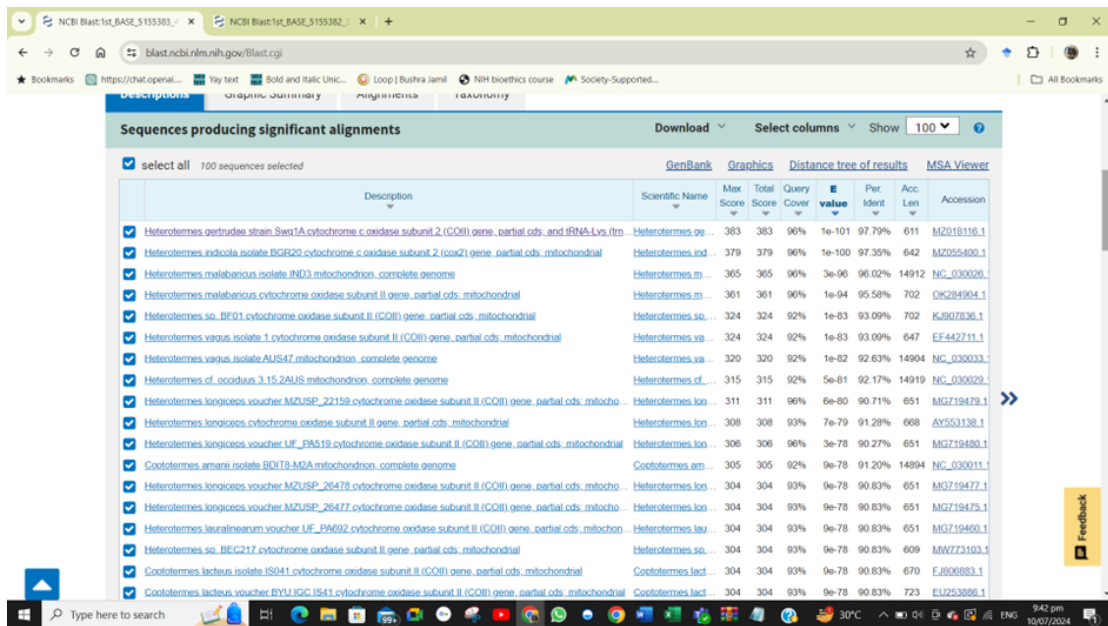 NCBI Blast:1st_BASE_5155383_
NCBI Blast:1st_BASE_5155382_
blast.ncbi.nlm.nih.gov/Blast.cgi
Bookmarks https://chat.openai.... Yay text Bold and Italic Unic... Loop | Bushra Jamil NIH bioethics course Society-Supported... All Bookmarks
Descriptions Graphic Summary Alignments Taxonomy
Sequences producing significant alignments Download Select columns Show 100
select all 100 sequences selected GenBank Graphics Distance tree of results MSA Viewer
Description Scientific Name Max Score Total Score Query Cover E value Per. Ident Acc. Len Accession
Heterotermes gertrudae strain Swq1A cytochrome c oxidase subunit 2 (COII) gene, partial cds; and tRNA-Lys (trn... Heterotermes ge... 383 383 96% 1e-101 97.79% 611 MZ018116.1
Heterotermes indicola isolate BGR20 cytochrome c oxidase subunit 2 (cox2) gene, partial cds; mitochondrial Heterotermes ind... 379 379 96% 1e-100 97.35% 642 MZ055400.1
Heterotermes malabaricus isolate IND3 mitochondrion, complete genome Heterotermes m... 365 365 96% 3e-96 96.02% 14912 NC_030026.
Heterotermes malabaricus cytochrome oxidase subunit II gene, partial cds; mitochondrial Heterotermes m... 361 361 96% 1e-94 95.58% 702 OK284904.1
Heterotermes sp. BF01 cytochrome oxidase subunit II (COII) gene, partial cds; mitochondrial Heterotermes sp.... 324 324 92% 1e-83 93.09% 702 KJ907836.1
Heterotermes vagus isolate 1 cytochrome oxidase subunit II (COII) gene, partial cds; mitochondrial Heterotermes va... 324 324 92% 1e-83 93.09% 647 EF442711.1
Heterotermes vagus isolate AUS47 mitochondrion, complete genome Heterotermes va... 320 320 92% 1e-82 92.63% 14904 NC_030033.
Heterotermes cf. occiduus 3.15.2AUS mitochondrion, complete genome Heterotermes cf.... 315 315 92% 5e-81 92.17% 14919 NC_030029.
Heterotermes longiceps voucher MZUSP_22159 cytochrome oxidase subunit II (COII) gene, partial cds; mitocho... Heterotermes lon... 311 311 96% 6e-80 90.71% 651 MG719479.1
Heterotermes longiceps cytochrome oxidase subunit II gene, partial cds; mitochondrial Heterotermes lon... 308 308 93% 7e-79 91.28% 668 AY553138.1
Heterotermes longiceps voucher UF_PA519 cytochrome oxidase subunit II (COII) gene, partial cds; mitochondrial Heterotermes lon... 306 306 96% 3e-78 90.27% 651 MG719480.1
Coptotermes amanii isolate BDIT8-M2A mitochondrion, complete genome Coptotermes am... 305 305 92% 9e-78 91.20% 14894 NC_030011.1
Heterotermes longiceps voucher MZUSP_26478 cytochrome oxidase subunit II (COII) gene, partial cds; mitocho... Heterotermes lon... 304 304 93% 9e-78 90.83% 651 MG719477.1
Heterotermes longiceps voucher MZUSP_26477 cytochrome oxidase subunit II (COII) gene, partial cds; mitocho... Heterotermes lon... 304 304 93% 9e-78 90.83% 651 MG719475.1
Heterotermes lauralinearum voucher UF_PA692 cytochrome oxidase subunit II (COII) gene, partial cds; mitochon... Heterotermes lau... 304 304 93% 9e-78 90.83% 651 MG719460.1
Heterotermes sp. BEC217 cytochrome oxidase subunit II gene, partial cds; mitochondrial Heterotermes sp.... 304 304 93% 9e-78 90.83% 609 MW773103.1
Coptotermes lacteus isolate IS041 cytochrome oxidase subunit II (COII) gene, partial cds; mitochondrial Coptotermes lact... 304 304 93% 9e-78 90.83% 670 FJ806883.1
Coptotermes lacteus voucher BYU IGC IS41 cytochrome oxidase subunit II (COII) gene, partial cds; mitochondrial Coptotermes lact... 304 304 93% 9e-78 90.83% 723 EU253886.1
Feedback
Type here to search 99+ 30°C ENG 9:42 pm
10/07/2024